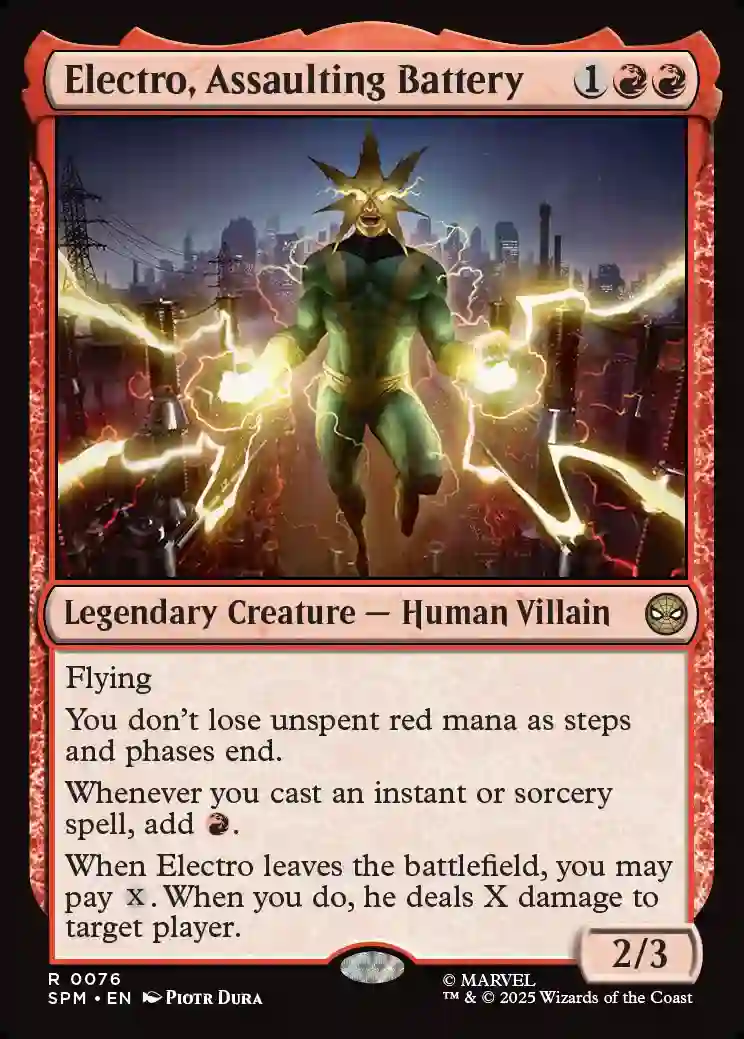 Electro, Assaulting Battery 1
Legendary Creature — Human Villain
Flying
You don't lose unspent red mana as steps
and phases end.
Whenever you cast an instant or sorcery
spell, add .
When Electro leaves the battlefield, you may
pay X. When you do, he deals X damage to
target player.
2/3
R 0076
SPM • EN Piotr Dura
© MARVEL
™ & © 2025 Wizards of the Coast